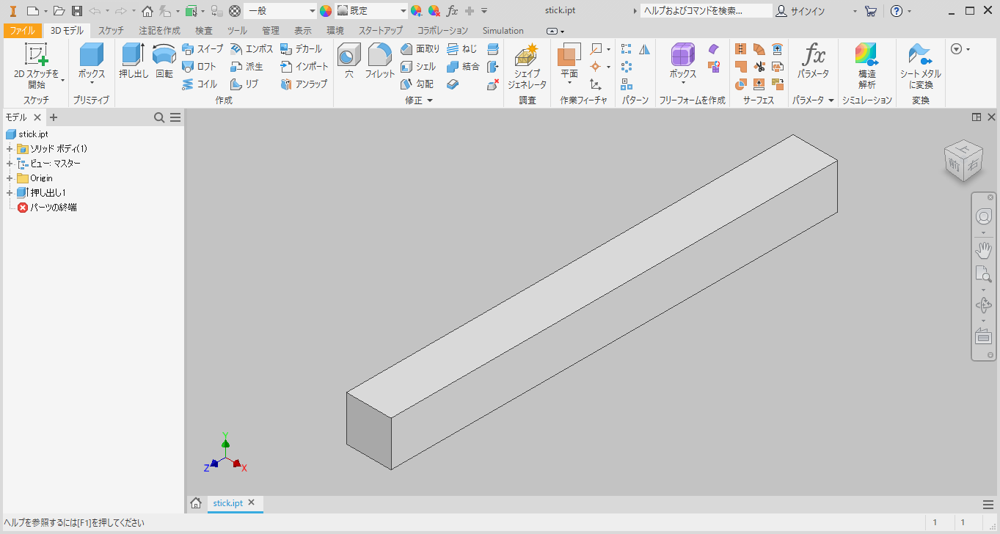 一般 既定 fx stick.ipt ヘルプおよびコマンドを検索... サインイン
ファイル 3D モデル スケッチ 注記を作成 検査 ツール 管理 表示 環境 スタートアップ コラボレーション Simulation
2D スケッチを
開始
スケッチ
ボックス
プリミティブ
押し出し 回転
スイープ エンボス デカール
ロフト 派生 インポート
コイル リブ アンラップ
作成
穴 フィレット
面取り ねじ
シェル 結合
勾配
修正
シェイプ
ジェネレータ
調査
平面
作業フィーチャ
パターン
ボックス
フリーフォームを作成
サーフェス
fx
パラメータ
パラメータ
構造
解析
シミュレーション
シート メタル
に変換
変換
モデル
stick.ipt
ソリッド ボディ(1)
ビュー: マスター
Origin
押し出し1
パーツの終端
上
前 右
Y
Z X
stick.ipt
ヘルプを参照するには[F1]を押してください 1 1